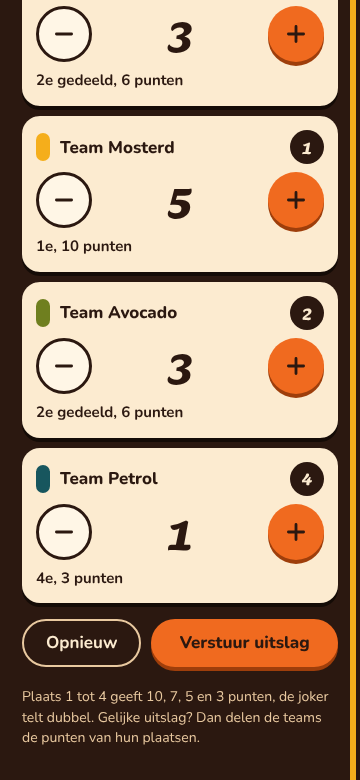 − 3 +
2e gedeeld, 6 punten
Team Mosterd 1
− 5 +
1e, 10 punten
Team Avocado 2
− 3 +
2e gedeeld, 6 punten
Team Petrol 4
− 1 +
4e, 3 punten
Opnieuw Verstuur uitslag
Plaats 1 tot 4 geeft 10, 7, 5 en 3 punten, de joker
telt dubbel. Gelijke uitslag? Dan delen de teams
de punten van hun plaatsen.